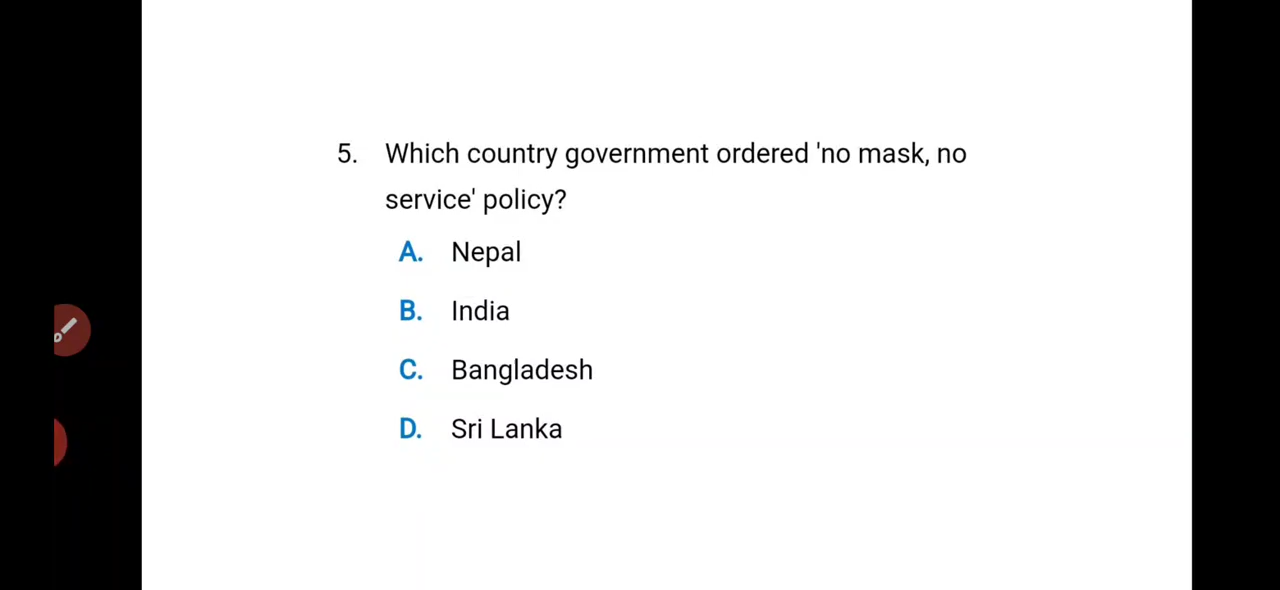 5. Which country government ordered 'no mask, no
service' policy?
A. Nepal
B. India
C. Bangladesh
D. Sri Lanka